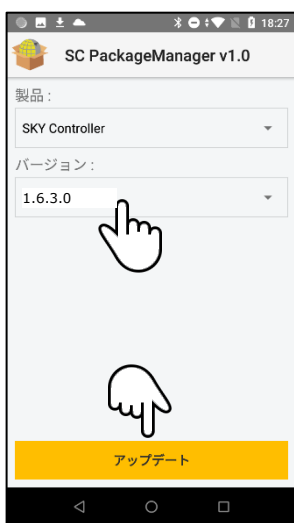 18:27
SC PackageManager v1.0
製品 :
SKY Controller
バージョン :
1.6.3.0
アップデート